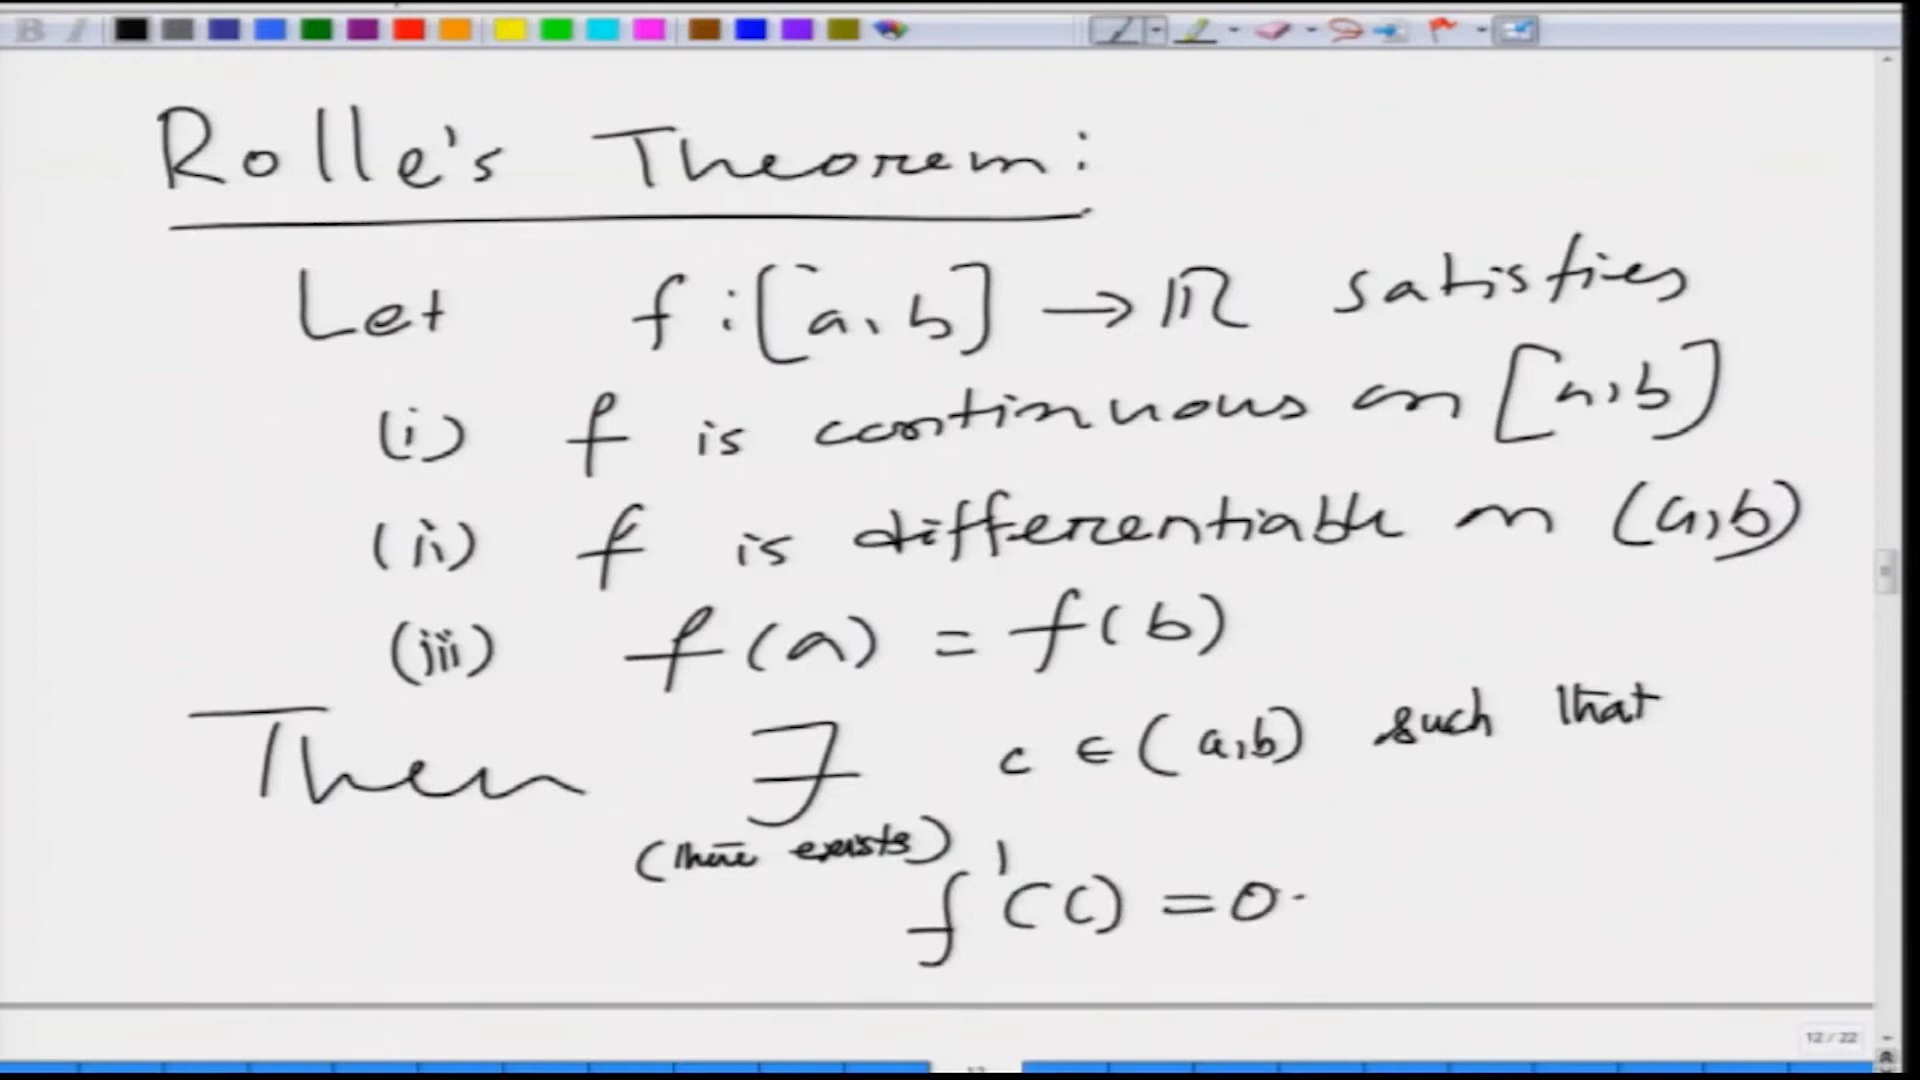 B I
Rolle's Theorem:
Let f : [a, b] → ℝ satisfies
(i) f is continuous on [a, b]
(ii) f is differentiable on (a, b)
(iii) f(a) = f(b)
Then ∃ c ∈ (a, b) such that
(there exists)
f'(c) = 0.
12 / 22